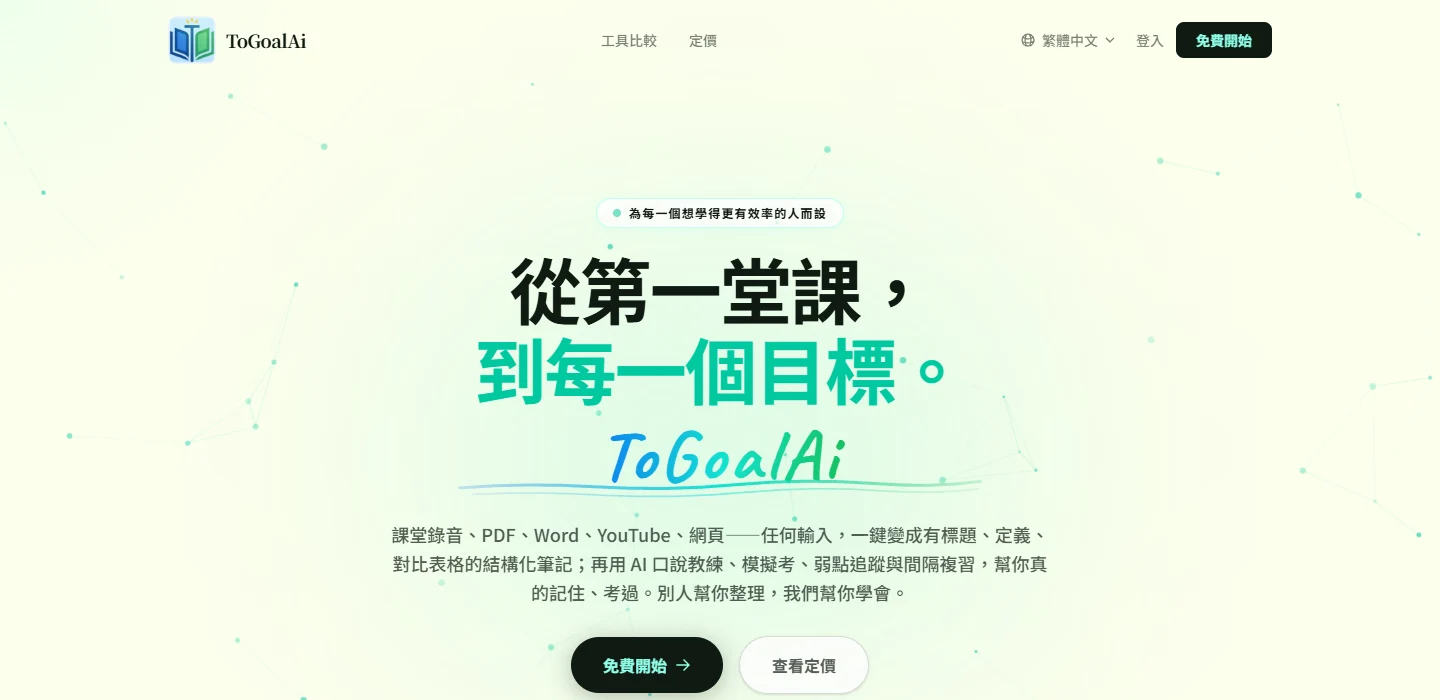 ToGoalAi
工具比較
定價
繁體中文
登入
免費開始
為每一個想學得更有效率的人而設
從第一堂課，
到每一個目標。
ToGoalAi
課堂錄音、PDF、Word、YouTube、網頁——任何輸入，一鍵變成有標題、定義、
對比表格的結構化筆記；再用 AI 口說教練、模擬考、弱點追蹤與間隔複習，幫你真
的記住、考過。別人幫你整理，我們幫你學會。
免費開始 →
查看定價